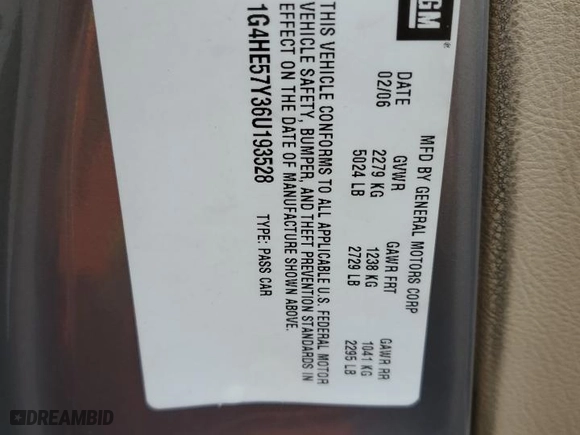 GM ®
MFD BY GENERAL MOTORS CORP
DATE GVWR GAWR FRT GAWR RR
02/06 2279 KG 1238 KG 1041 KG
5024 LB 2729 LB 2295 LB
THIS VEHICLE CONFORMS TO ALL APPLICABLE U.S. FEDERAL MOTOR
VEHICLE SAFETY, BUMPER, AND THEFT PREVENTION STANDARDS IN
EFFECT ON THE DATE OF MANUFACTURE SHOWN ABOVE.
1G4HE57Y36U193528 TYPE: PASS CAR
DREAMBID